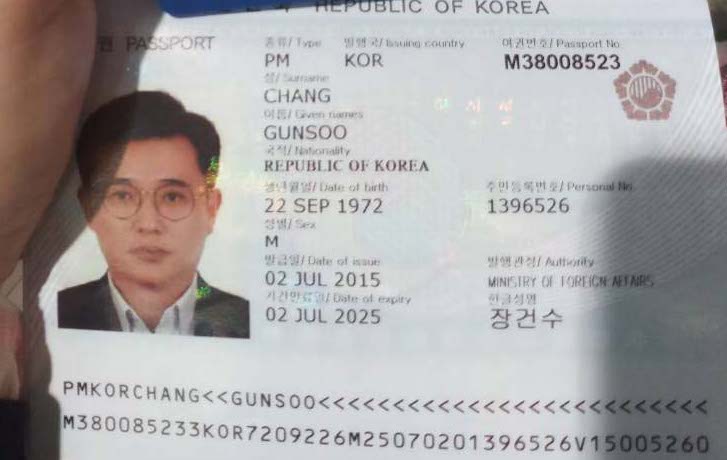 REPUBLIC OF KOREA
권 PASSPORT
종류/ Type 발행국/ Issuing country 여권번호/ Passport No.
PM KOR M38008523
성/ Surname
CHANG
이름/ Given names
GUNSOO
국적/ Nationality
REPUBLIC OF KOREA
생년월일/ Date of birth 주민등록번호/ Personal No.
22 SEP 1972 1396526
성별/ Sex
M
발급일/ Date of issue 발행관청/ Authority
02 JUL 2015 MINISTRY OF FOREIGN AFFAIRS
기간만료일/ Date of expiry 한글성명
02 JUL 2025 장건수
PMKORCHANG<<GUNSOO<<<<<<<<<<<<<<<<<<<<<<<<<<
M380085233KOR7209226M25070201396526V15005260